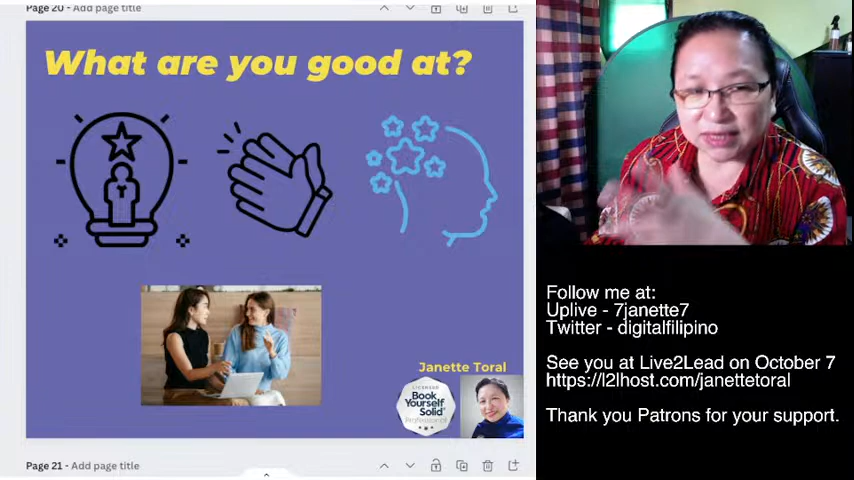 Page 20 - Add page title
What are you good at?
Janette Toral
LICENSED
Book
Yourself
Solid
Professional
Page 21 - Add page title
Follow me at:
Uplive - 7janette7
Twitter - digitalfilipino
See you at Live2Lead on October 7
https://l2lhost.com/janettetoral
Thank you Patrons for your support.